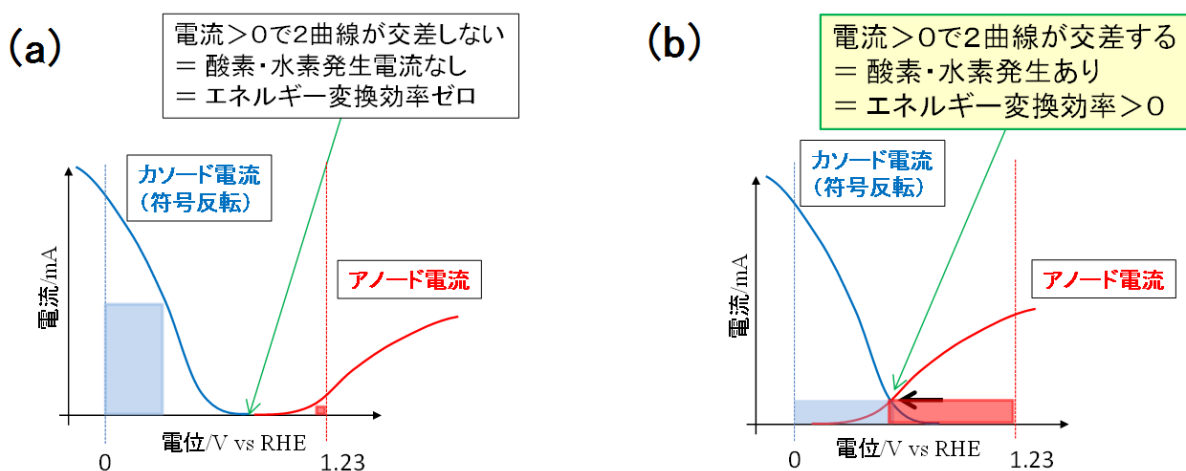 (a)
電流＞0で2曲線が交差しない
＝ 酸素・水素発生電流なし
＝ エネルギー変換効率ゼロ
カソード電流
(符号反転)
アノード電流
電流/mA
電位/V vs RHE
0
1.23
(b)
電流＞0で2曲線が交差する
＝ 酸素・水素発生あり
＝ エネルギー変換効率＞0
カソード電流
(符号反転)
アノード電流
電流/mA
電位/V vs RHE
0
1.23